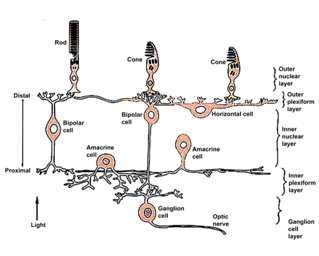 Rod
Cone
Cone
Outer
nuclear
layer
Distal
Outer
plexiform
layer
Bipolar
cell
Bipolar
cell
Horizontal cell
Inner
nuclear
layer
Amacrine
cell
Amacrine
cell
Proximal
Inner
plexiform
layer
Light
Ganglion
cell
Optic
nerve
Ganglion
cell layer